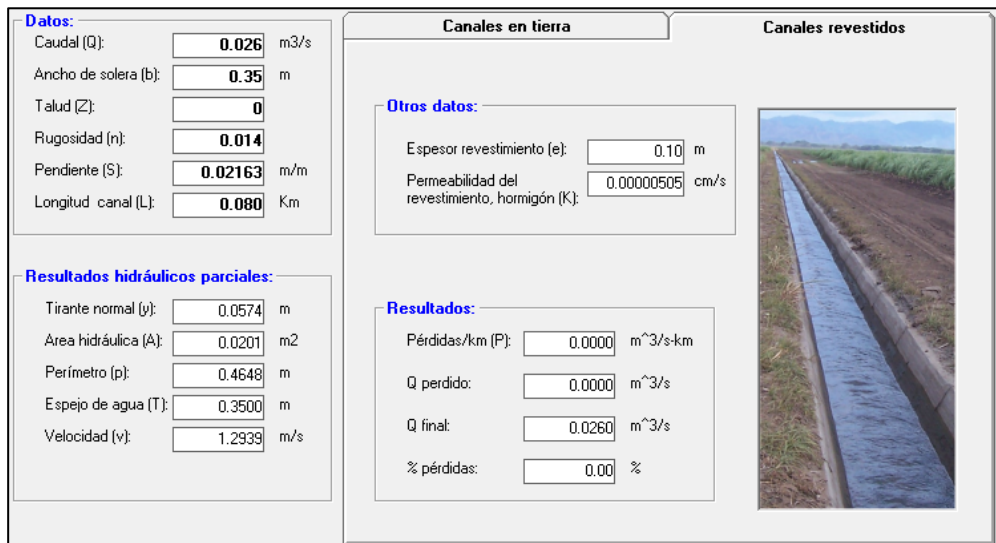 Datos:
Caudal (Q): 0.026 m3/s
Ancho de solera (b): 0.35 m
Talud (Z): 0
Rugosidad (n): 0.014
Pendiente (S): 0.02163 m/m
Longitud canal (L): 0.080 Km
Resultados hidráulicos parciales:
Tirante normal (y): 0.0574 m
Area hidráulica (A): 0.0201 m2
Perímetro (p): 0.4648 m
Espejo de agua (T): 0.3500 m
Velocidad (v): 1.2939 m/s
Canales en tierra
Canales revestidos
Otros datos:
Espesor revestimiento (e): 0.10 m
Permeabilidad del
revestimiento, hormigón (K): 0.00000505 cm/s
Resultados:
Pérdidas/km (P): 0.0000 m^3/s-km
Q perdido: 0.0000 m^3/s
Q final: 0.0260 m^3/s
% pérdidas: 0.00 %